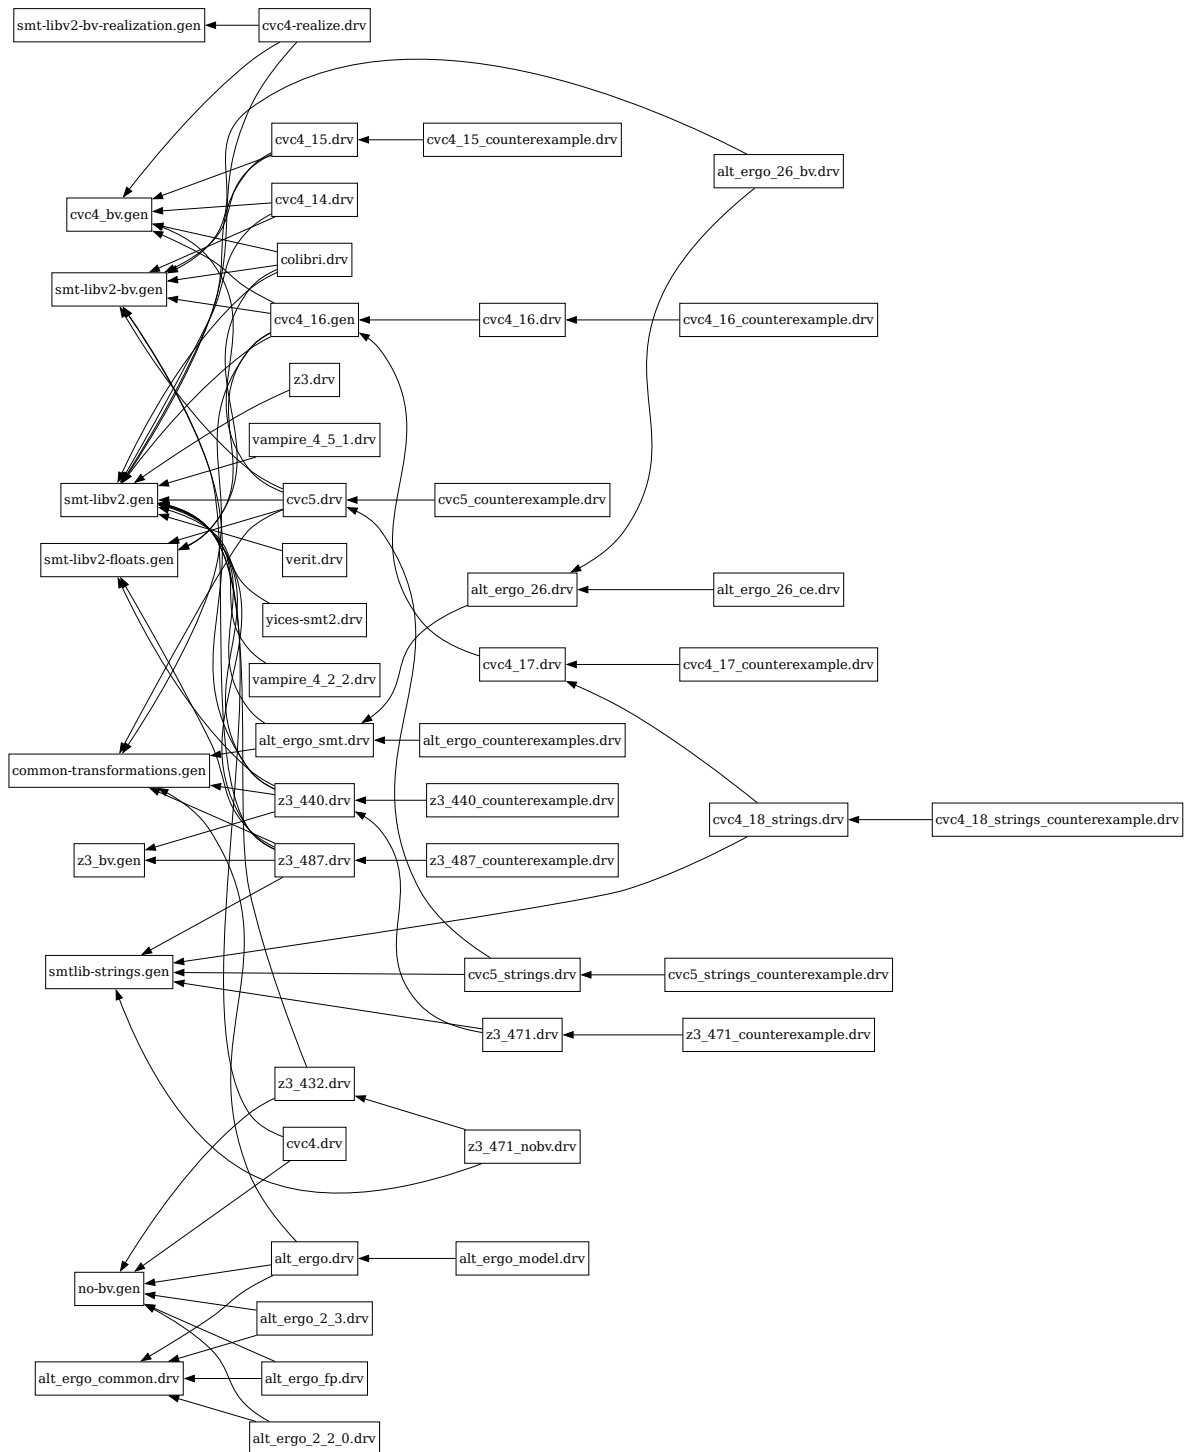 smt-libv2-bv-realization.gen
cvc4-realize.drv
cvc4_15.drv
cvc4_15_counterexample.drv
alt_ergo_26_bv.drv
cvc4_14.drv
cvc4_bv.gen
colibri.drv
smt-libv2-bv.gen
cvc4_16.gen
cvc4_16.drv
cvc4_16_counterexample.drv
z3.drv
vampire_4_5_1.drv
smt-libv2.gen
cvc5.drv
cvc5_counterexample.drv
smt-libv2-floats.gen
verit.drv
alt_ergo_26.drv
alt_ergo_26_ce.drv
yices-smt2.drv
cvc4_17.drv
cvc4_17_counterexample.drv
vampire_4_2_2.drv
alt_ergo_smt.drv
alt_ergo_counterexamples.drv
common-transformations.gen
z3_440.drv
z3_440_counterexample.drv
cvc4_18_strings.drv
cvc4_18_strings_counterexample.drv
z3_bv.gen
z3_487.drv
z3_487_counterexample.drv
smtlib-strings.gen
cvc5_strings.drv
cvc5_strings_counterexample.drv
z3_471.drv
z3_471_counterexample.drv
z3_432.drv
cvc4.drv
z3_471_nobv.drv
alt_ergo.drv
alt_ergo_model.drv
no-bv.gen
alt_ergo_2_3.drv
alt_ergo_common.drv
alt_ergo_fp.drv
alt_ergo_2_2_0.drv